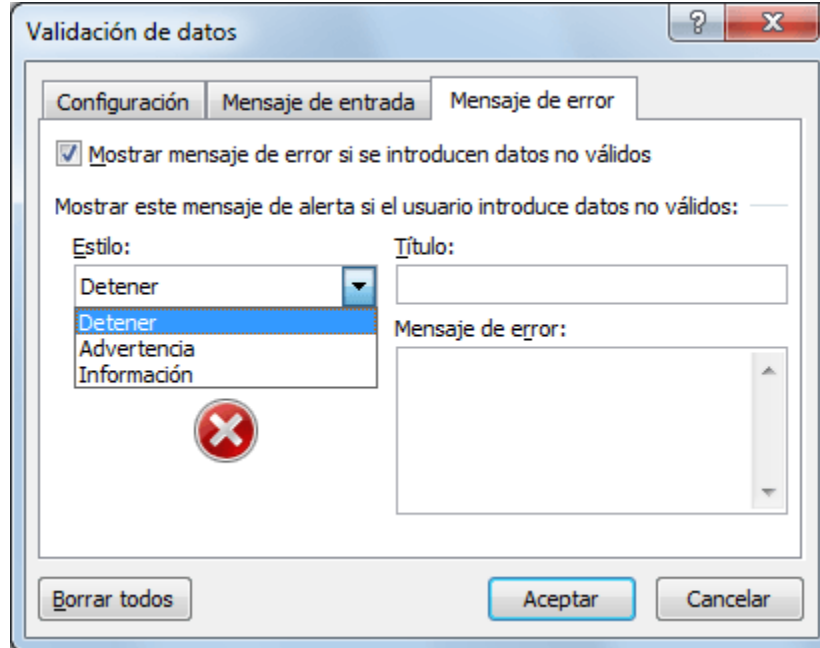 Validación de datos
?
Configuración
Mensaje de entrada
Mensaje de error
Mostrar mensaje de error si se introducen datos no válidos
Mostrar este mensaje de alerta si el usuario introduce datos no válidos:
Estilo:
Título:
Detener
Detener
Advertencia
Información
Mensaje de error:
Borrar todos
Aceptar
Cancelar